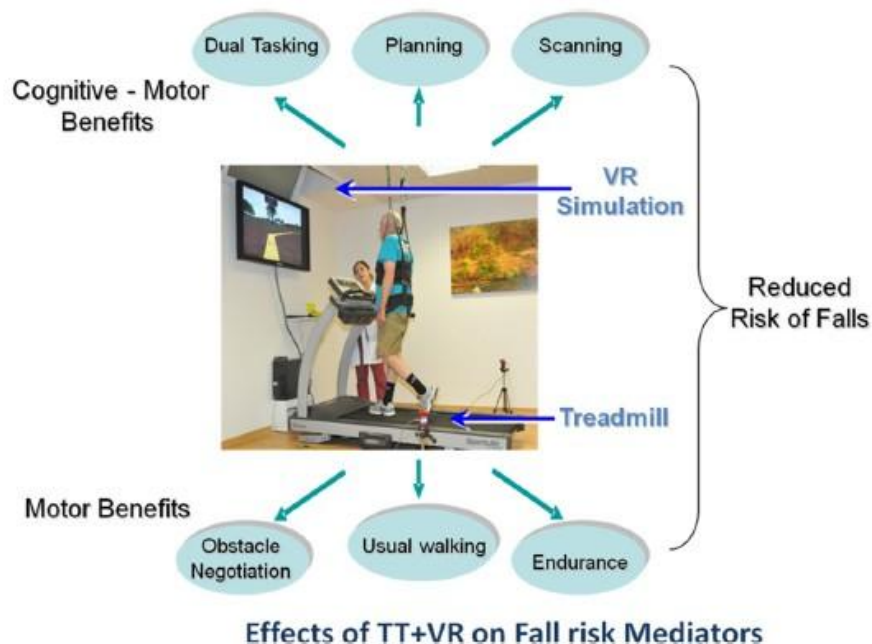 Dual Tasking
Planning
Scanning
Cognitive - Motor
Benefits
VR
Simulation
Reduced
Risk of Falls
Treadmill
Motor Benefits
Obstacle
Negotiation
Usual walking
Endurance
Effects of TT+VR on Fall risk Mediators